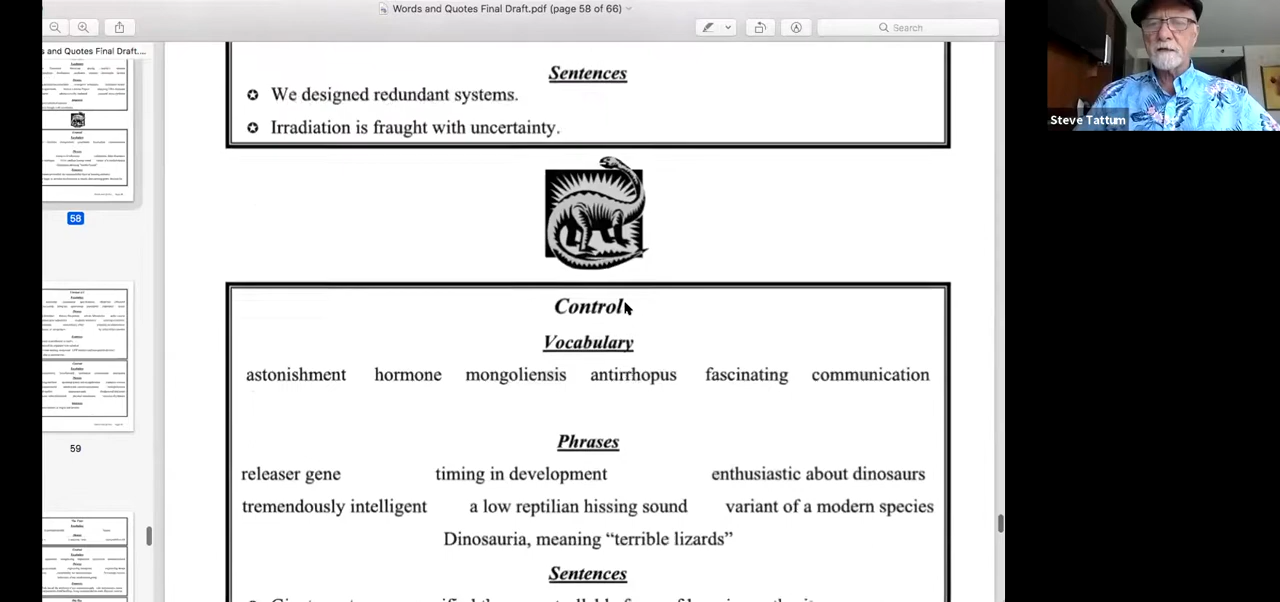 Words and Quotes Final Draft.pdf (page 58 of 66)
Search
s and Quotes Final Draft....
Sentences
We designed redundant systems.
Irradiation is fraught with uncertainty.
58
Control
Vocabulary
astonishment hormone mongoliensis antirrhopus fascinating communication
Phrases
releaser gene timing in development enthusiastic about dinosaurs
tremendously intelligent a low reptilian hissing sound variant of a modern species
Dinosauria, meaning “terrible lizards”
Sentences
59
Steve Tattum